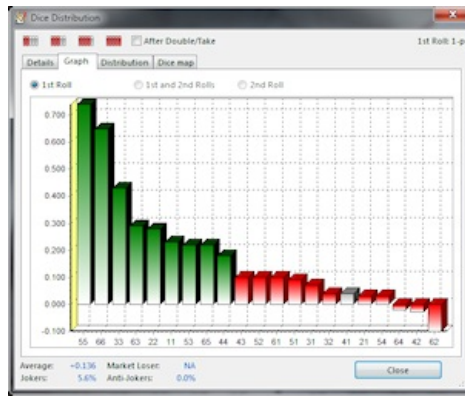 Dice Distribution
After Double/Take
1st Roll: 1-p
Details Graph Distribution Dice map
1st Roll 1st and 2nd Rolls 2nd Roll
0.700
0.600
0.500
0.400
0.300
0.200
0.100
0.000
-0.100
55 66 33 63 22 11 53 65 44 43 52 61 51 31 32 41 21 54 64 42 62
Average: -0.136 Market Loser: NA
Jokers: 5.6% Anti-Jokers: 0.0%
Close